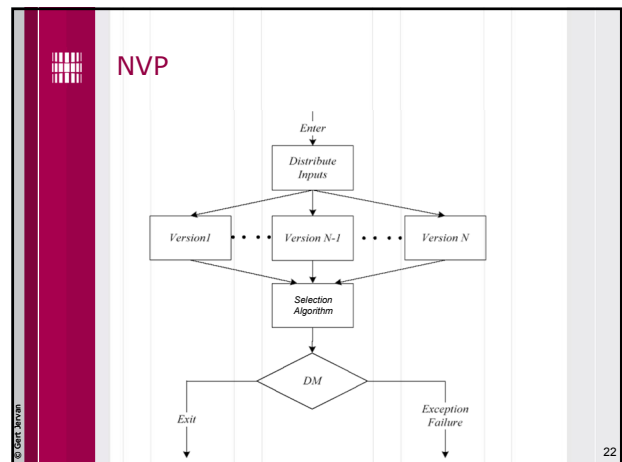 NVP
Enter
Distribute
Inputs
Version1
Version N-1
Version N
Selection
Algorithm
DM
Exit
Exception
Failure
© Gert Jervan
22